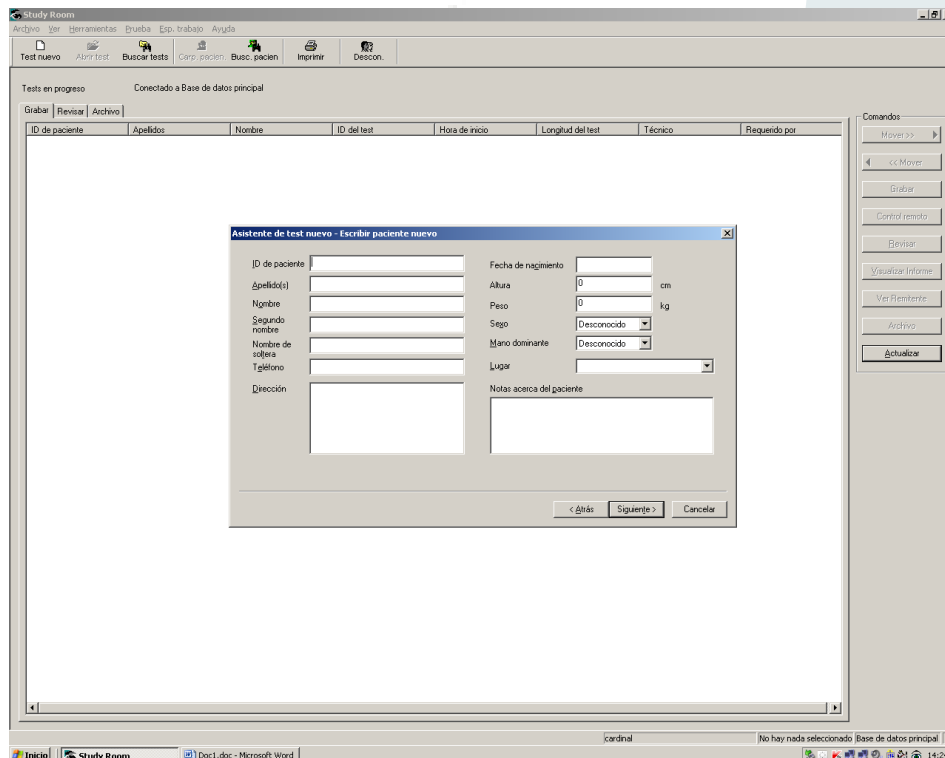 Study Room
Archivo Ver Herramientas Prueba Esp. trabajo Ayuda
Test nuevo Abrir test Buscar tests Carp. pacien Busc. pacien Imprimir Descon.
Tests en progreso Conectado a Base de datos principal
Grabar Revisar Archivo
ID de paciente Apellidos Nombre ID del test Hora de inicio Longitud del test Técnico Requerido por
Comandos
Mover >>
<< Mover
Grabar
Control remoto
Revisar
Visualizar Informe
Ver Remitente
Archivo
Actualizar
Asistente de test nuevo - Escribir paciente nuevo
ID de paciente
Apellido(s)
Nombre
Segundo
nombre
Nombre de
soltera
Teléfono
Dirección
Fecha de nacimiento
Altura 0 cm
Peso 0 kg
Sexo Desconocido
Mano dominante Desconocido
Lugar
Notas acerca del paciente
< Atrás Siguiente > Cancelar
cardinal No hay nada seleccionado Base de datos principal
Inicio Study Room Doc1.doc - Microsoft Word